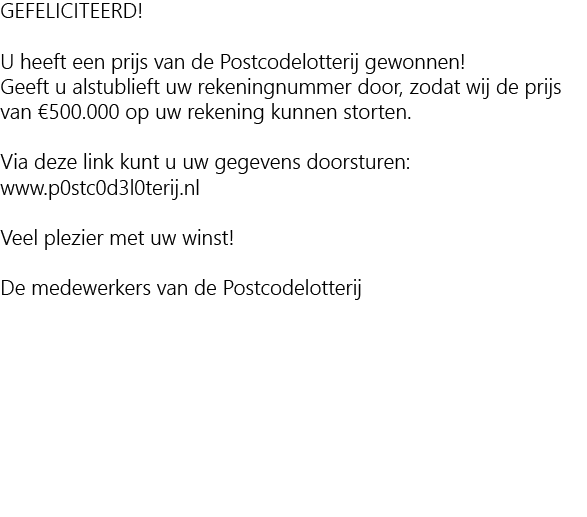 GEFELICITEERD!
U heeft een prijs van de Postcodelotterij gewonnen!
Geeft u alstublieft uw rekeningnummer door, zodat wij de prijs
van €500.000 op uw rekening kunnen storten.
Via deze link kunt u uw gegevens doorsturen:
www.p0stc0d3l0terij.nl
Veel plezier met uw winst!
De medewerkers van de Postcodelotterij